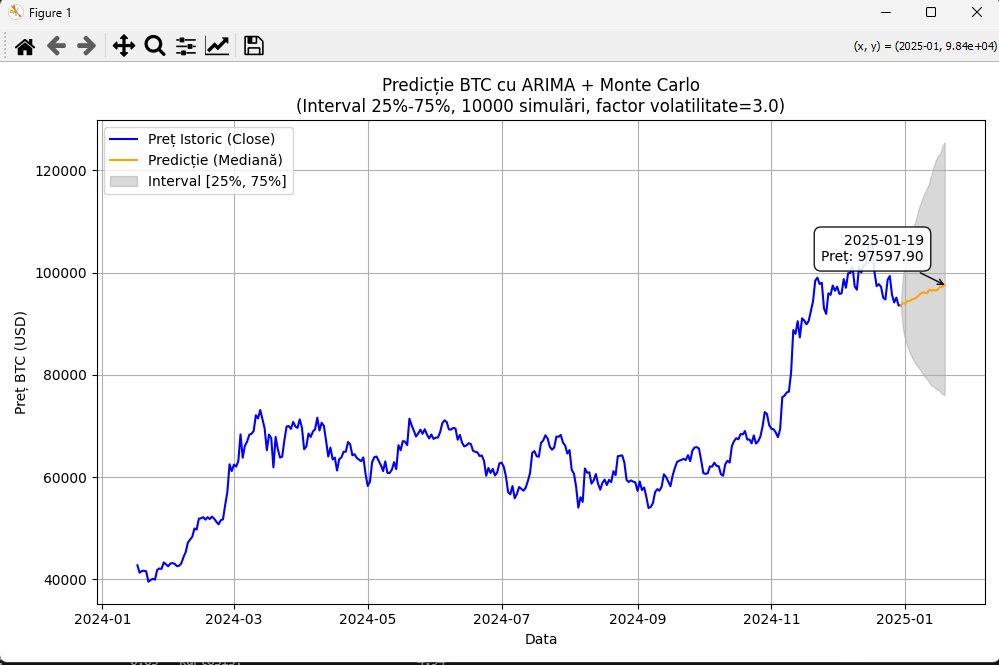 Figure 1
(x, y) = (2025-01, 9.84e+04)
Predicție BTC cu ARIMA + Monte Carlo
(Interval 25%-75%, 10000 simulări, factor volatilitate=3.0)
Preț Istoric (Close)
Predicție (Mediană)
Interval [25%, 75%]
2025-01-19
Preț: 97597.90
120000
100000
80000
60000
40000
Preț BTC (USD)
2024-01
2024-03
2024-05
2024-07
2024-09
2024-11
2025-01
Data